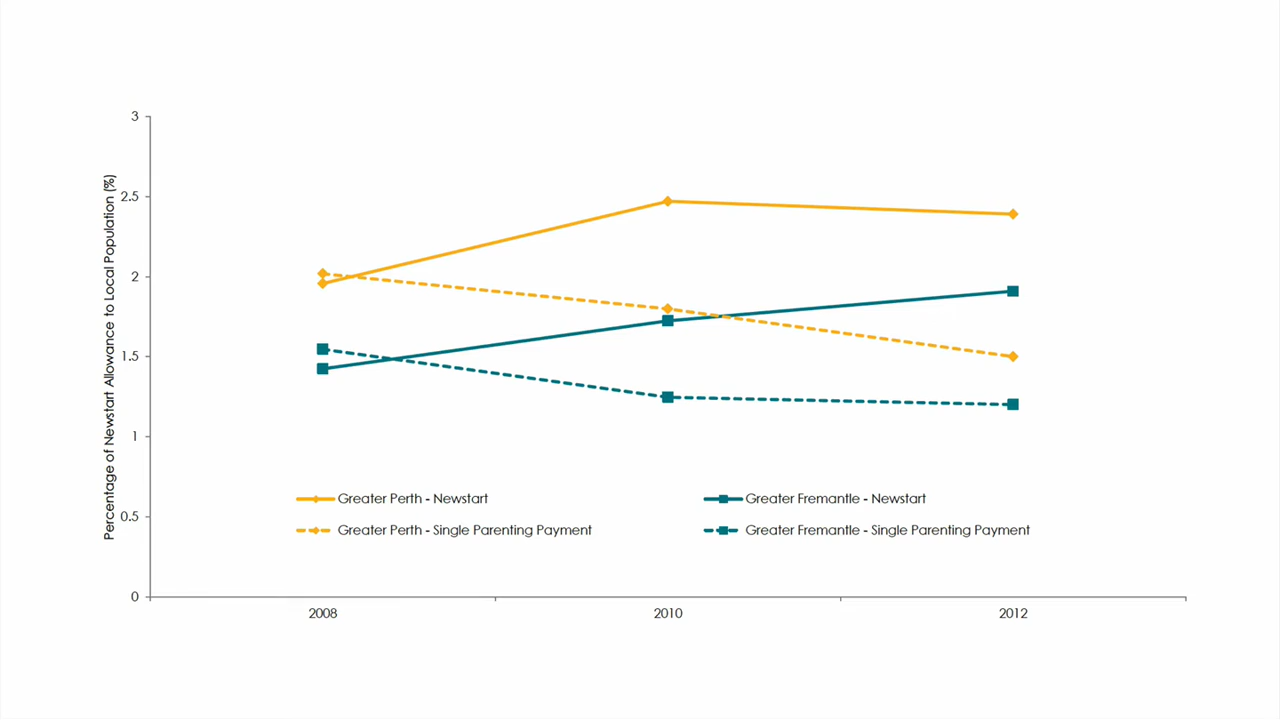 Percentage of Newstart Allowance to Local Population (%)
3
2.5
2
1.5
1
0.5
0
Greater Perth - Newstart
Greater Fremantle - Newstart
Greater Perth - Single Parenting Payment
Greater Fremantle - Single Parenting Payment
2008
2010
2012